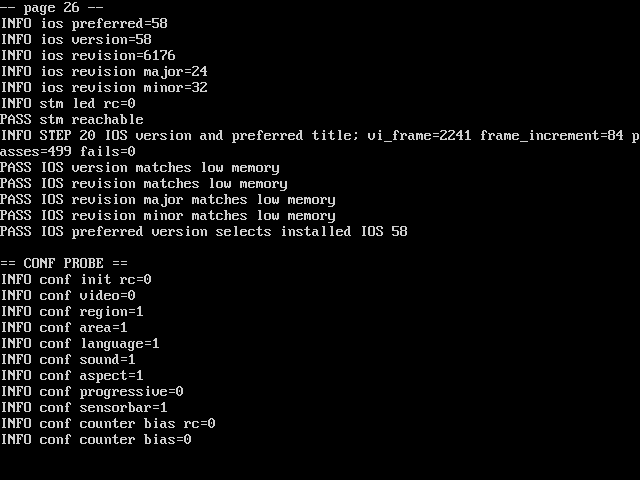 -- page 26 --
INFO ios preferred=58
INFO ios version=58
INFO ios revision=6176
INFO ios revision major=24
INFO ios revision minor=32
INFO stm led rc=0
PASS stm reachable
INFO STEP 20 IOS version and preferred title; vi_frame=2241 frame_increment=84 p
asses=499 fails=0
PASS IOS version matches low memory
PASS IOS revision matches low memory
PASS IOS revision major matches low memory
PASS IOS revision minor matches low memory
PASS IOS preferred version selects installed IOS 58

== CONF PROBE ==
INFO conf init rc=0
INFO conf video=0
INFO conf region=1
INFO conf area=1
INFO conf language=1
INFO conf sound=1
INFO conf aspect=1
INFO conf progressive=0
INFO conf sensorbar=1
INFO conf counter bias rc=0
INFO conf counter bias=0